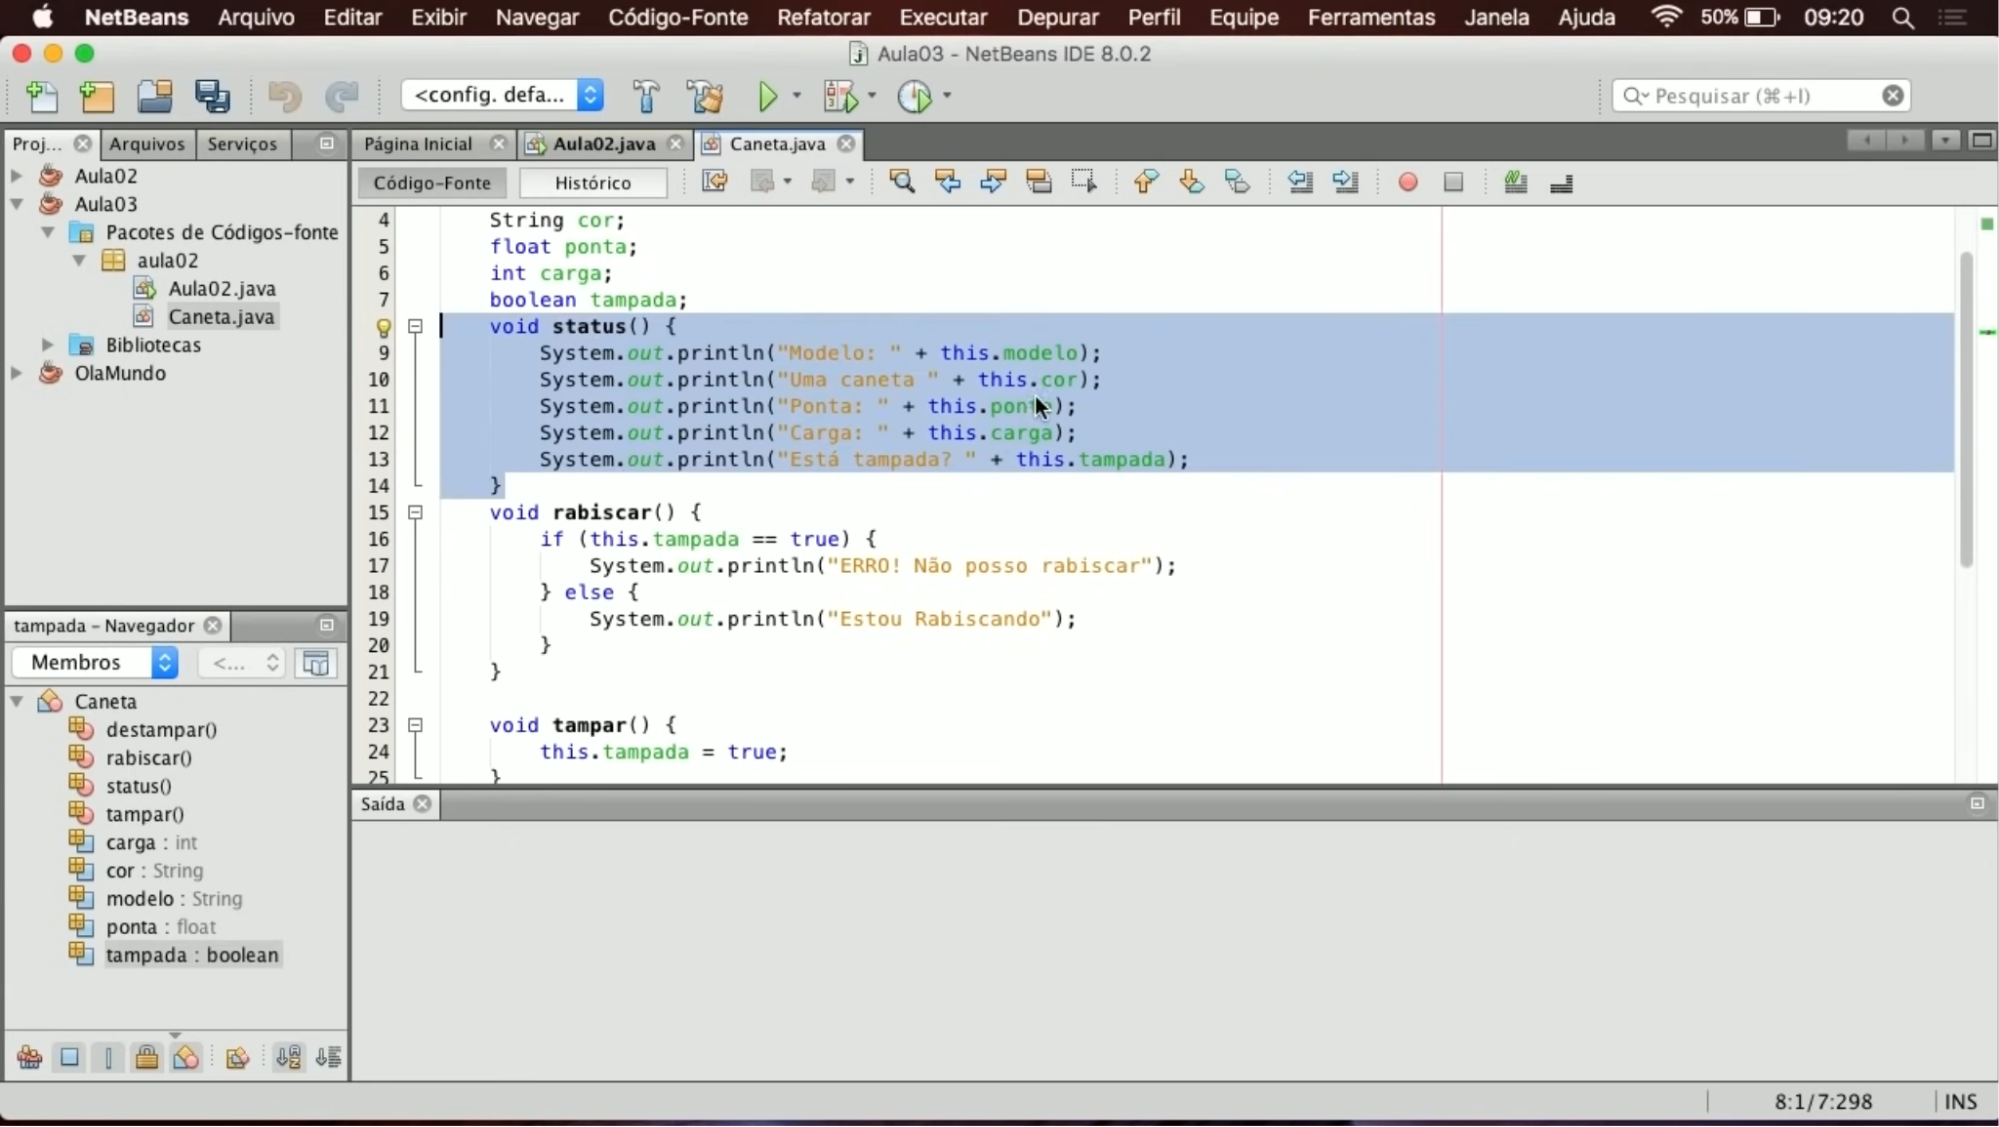 NetBeans Arquivo Editar Exibir Navegar Código-Fonte Refatorar Executar Depurar Perfil Equipe Ferramentas Janela Ajuda 50% 09:20
Aula03 - NetBeans IDE 8.0.2
<config. defa... Pesquisar (⌘+I)
Proj... Arquivos Serviços
Página Inicial Aula02.java Caneta.java
Código-Fonte Histórico
Aula02
Aula03
Pacotes de Códigos-fonte
aula02
Aula02.java
Caneta.java
Bibliotecas
OlaMundo
4 String cor;
5 float ponta;
6 int carga;
7 boolean tampada;
void status() {
9 System.out.println("Modelo: " + this.modelo);
10 System.out.println("Uma caneta " + this.cor);
11 System.out.println("Ponta: " + this.ponta);
12 System.out.println("Carga: " + this.carga);
13 System.out.println("Está tampada? " + this.tampada);
14 }
15 void rabiscar() {
16 if (this.tampada == true) {
17 System.out.println("ERRO! Não posso rabiscar");
18 } else {
19 System.out.println("Estou Rabiscando");
20 }
21 }
22
23 void tampar() {
24 this.tampada = true;
25 }
tampada - Navegador
Membros <...
Caneta
destampar()
rabiscar()
status()
tampar()
carga : int
cor : String
modelo : String
ponta : float
tampada : boolean
Saída
8:1/7:298 INS